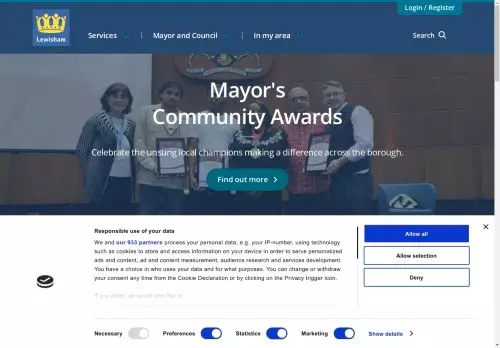 Login / Register
Lewisham
Services
Mayor and Council
In my area
Search
Mayor's
Community Awards
Celebrate the unsung local champions making a difference across the borough.
Find out more
Responsible use of your data
We and our 933 partners process your personal data, e.g. your IP-number, using technology
such as cookies to store and access information on your device in order to serve personalized
ads and content, ad and content measurement, audience research and services development.
You have a choice in who uses your data and for what purposes. You can change or withdraw
your consent any time from the Cookie Declaration or by clicking on the Privacy trigger icon.
If you allow, we would also like to:
Allow all
Allow selection
Deny
Necessary
Preferences
Statistics
Marketing
Show details